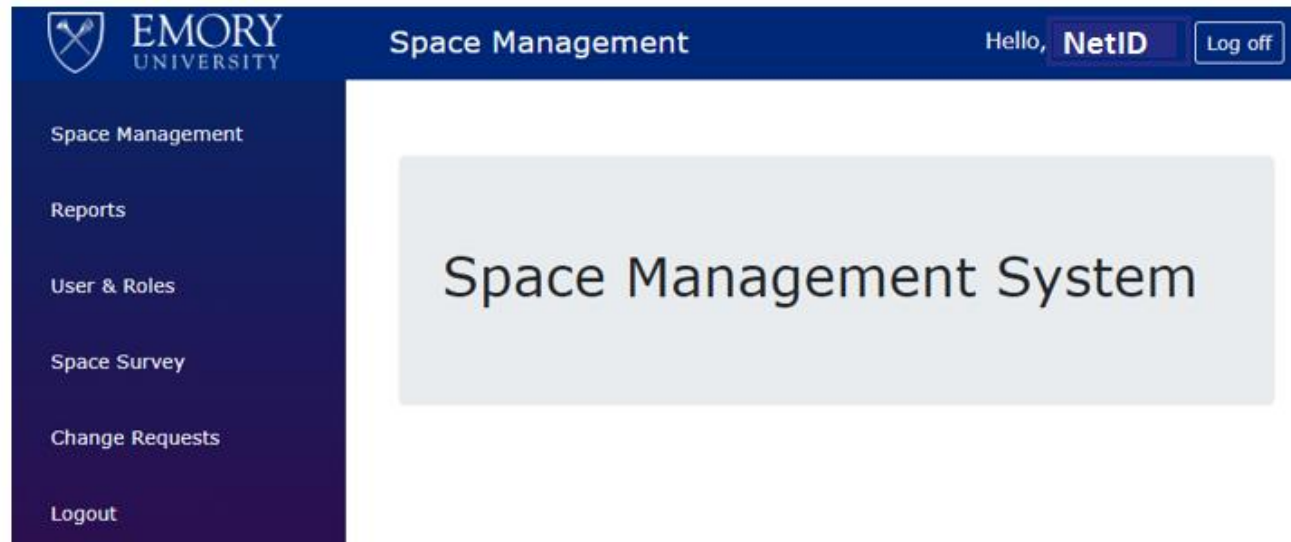 EMORY
UNIVERSITY
Space Management
Hello, NetID
Log off
Space Management
Reports
User & Roles
Space Survey
Change Requests
Logout
Space Management System